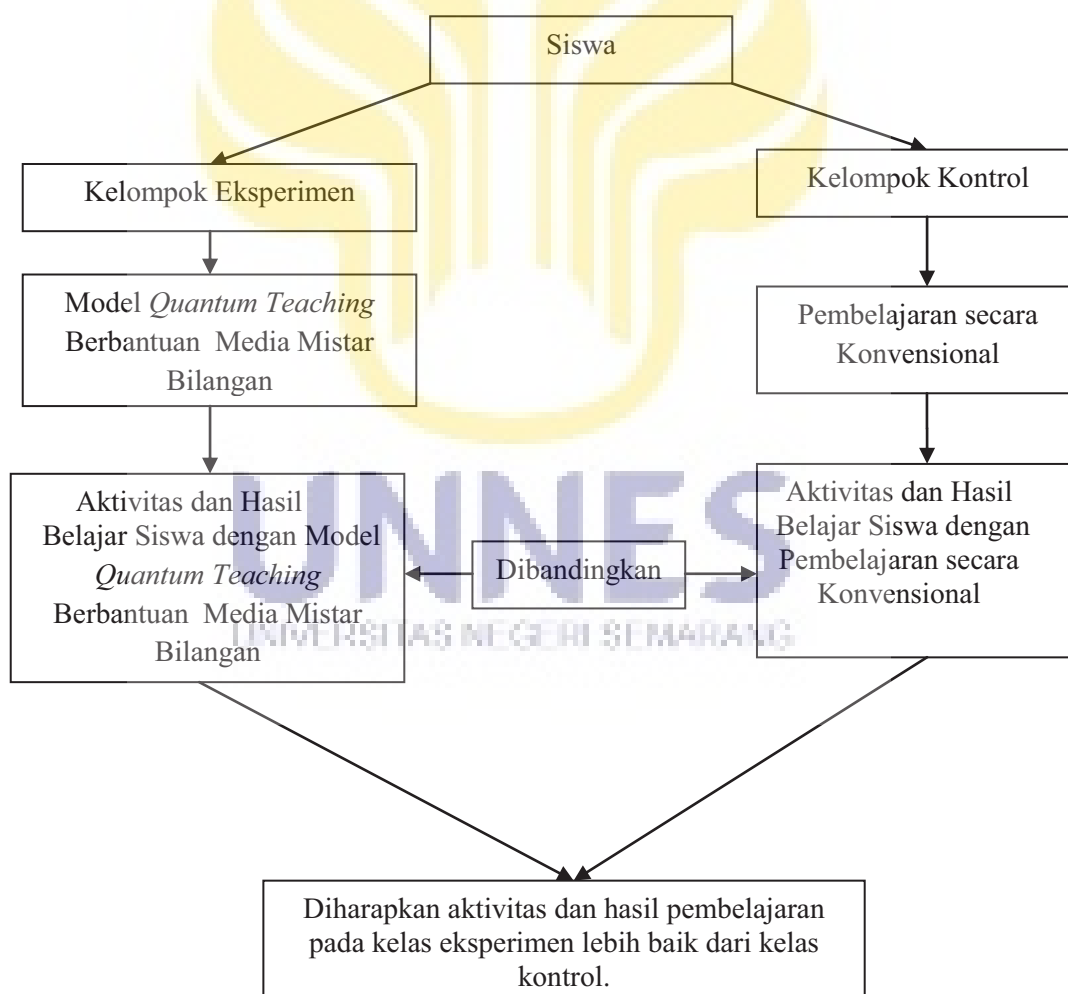 Siswa
Kelompok Eksperimen
Kelompok Kontrol
Model Quantum Teaching
Berbantuan Media Mistar
Bilangan
Pembelajaran secara
Konvensional
Aktivitas dan Hasil
Belajar Siswa dengan Model
Quantum Teaching
Berbantuan Media Mistar
Bilangan
Dibandingkan
Aktivitas dan Hasil
Belajar Siswa dengan
Pembelajaran secara
Konvensional
UNNES
UNIVERSITAS NEGERI SEMARANG
Diharapkan aktivitas dan hasil pembelajaran
pada kelas eksperimen lebih baik dari kelas
kontrol.